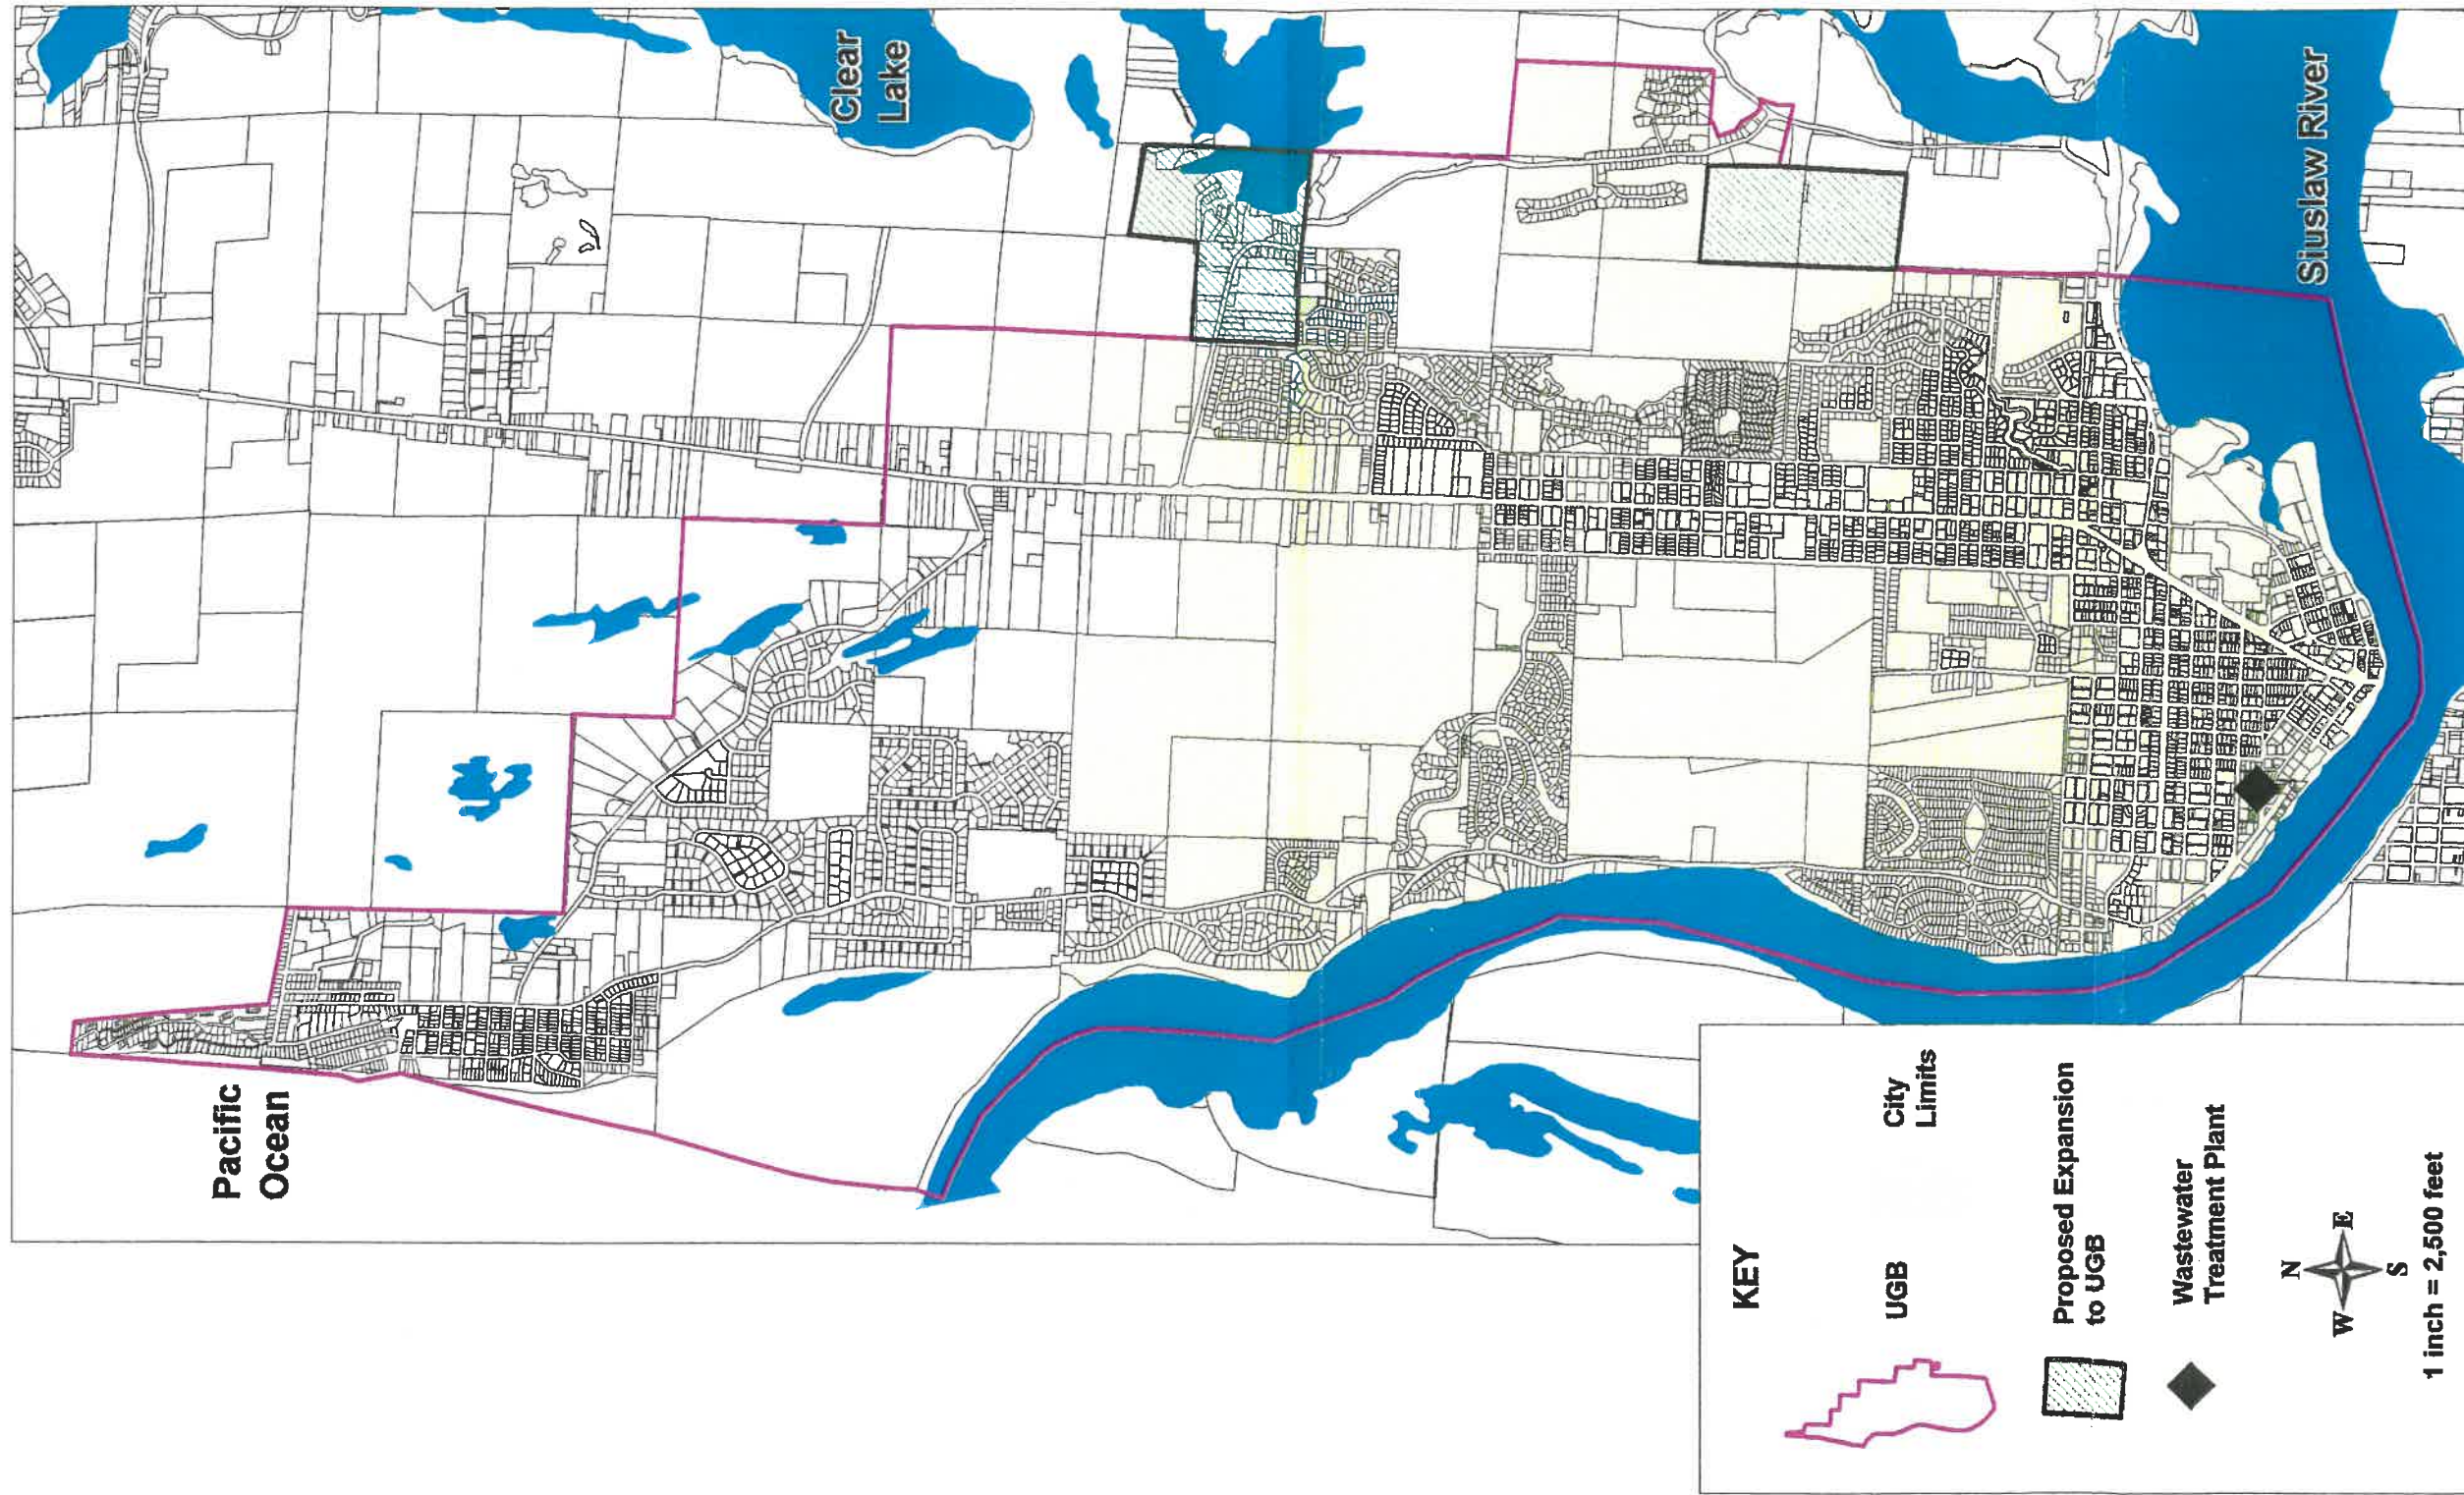 Clear
Lake
Siuslaw River
Pacific
Ocean
KEY
UGB
City
Limits
Proposed Expansion
to UGB
Wastewater
Treatment Plant
N
W
E
S
1 inch = 2,500 feet